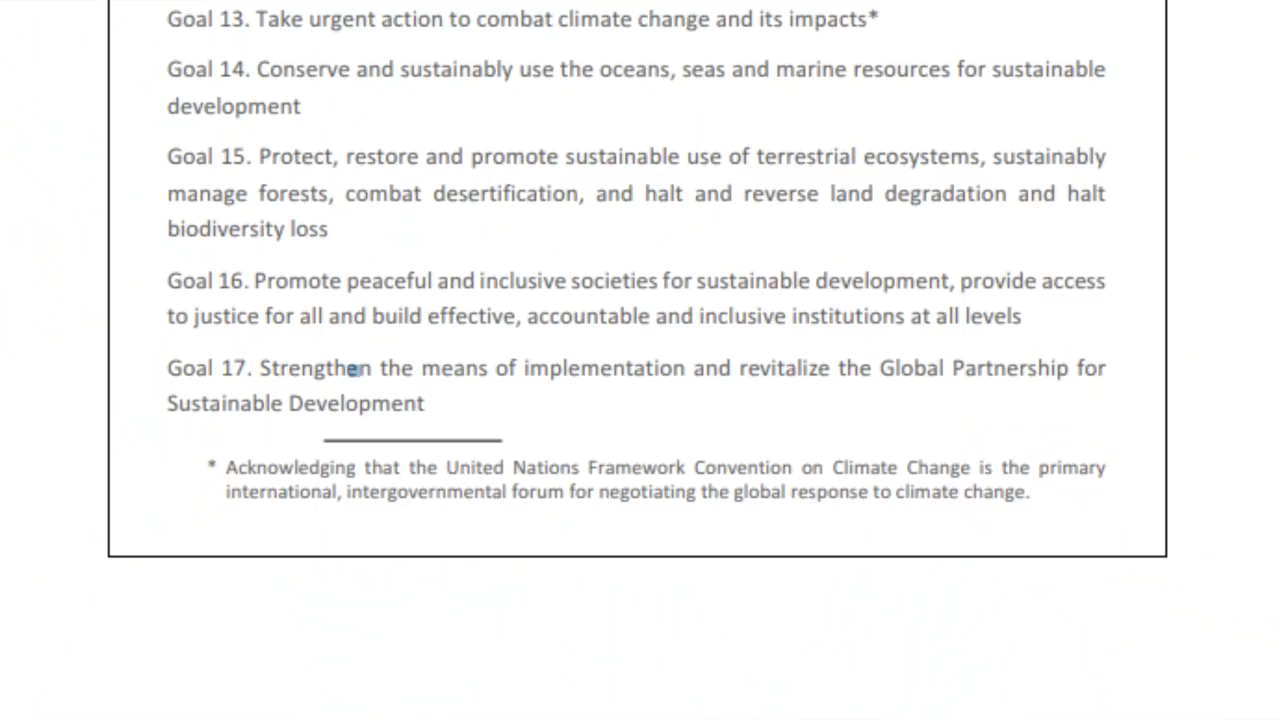 Goal 13. Take urgent action to combat climate change and its impacts*
Goal 14. Conserve and sustainably use the oceans, seas and marine resources for sustainable
development
Goal 15. Protect, restore and promote sustainable use of terrestrial ecosystems, sustainably
manage forests, combat desertification, and halt and reverse land degradation and halt
biodiversity loss
Goal 16. Promote peaceful and inclusive societies for sustainable development, provide access
to justice for all and build effective, accountable and inclusive institutions at all levels
Goal 17. Strengthen the means of implementation and revitalize the Global Partnership for
Sustainable Development
* Acknowledging that the United Nations Framework Convention on Climate Change is the primary
international, intergovernmental forum for negotiating the global response to climate change.